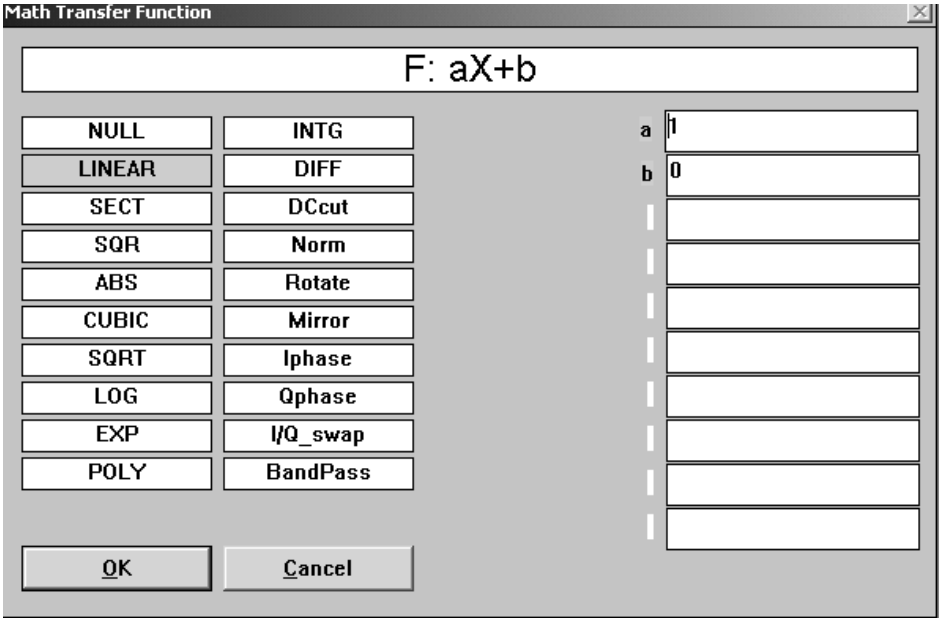 Math Transfer Function
F: aX+b
NULL INTG
LINEAR DIFF
SECT DCcut
SQR Norm
ABS Rotate
CUBIC Mirror
SQRT Iphase
LOG Qphase
EXP I/Q_swap
POLY BandPass
a 1
b 0
OK Cancel